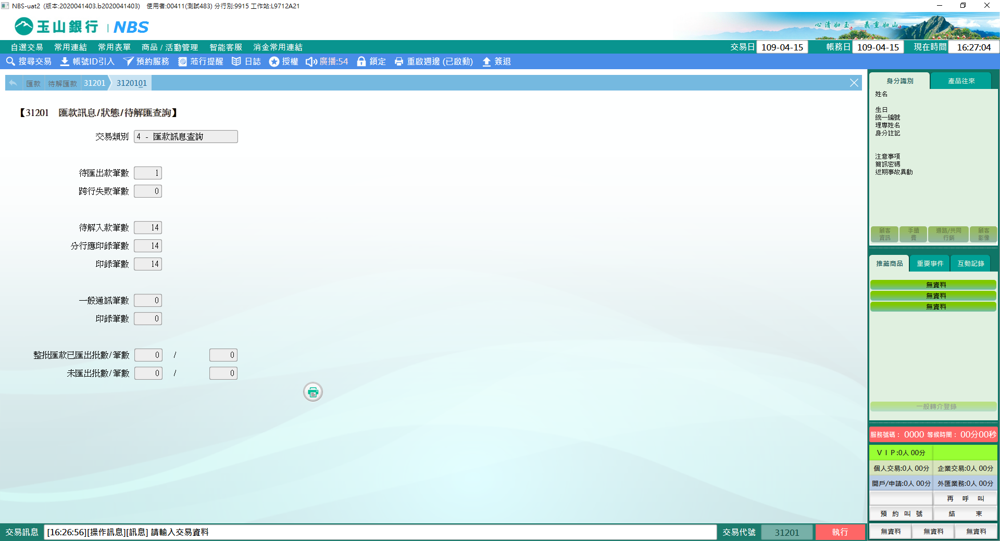 NBS-uat2 (版本:2020041403.b2020041403) 使用者:00411(測試483) 分行別:9915 工作站:L9712A21
玉山銀行 | NBS
心清如玉。 義重如山。
自選交易 常用連結 常用表單 商品 / 活動管理 智能客服 消金常用連結 交易日 109-04-15 帳務日 109-04-15 現在時間 16:27:04
搜尋交易 帳號ID引入 預約服務 蒞行提醒 日誌 授權 廣播:54 鎖定 重啟週邊 (已啟動) 簽退
匯款 待解匯款 31201 3120101
【31201 匯款訊息/狀態/待解匯查詢】
交易類別 4 - 匯款訊息查詢
待匯出款筆數 1
跨行失敗筆數 0
待解入款筆數 14
分行應印錄筆數 14
印錄筆數 14
一般通訊筆數 0
印錄筆數 0
整批匯款已匯出批數/筆數 0 / 0
未匯出批數/筆數 0 / 0
身分識別 產品往來
姓名
生日
統一編號
理專姓名
身分註記
注意事項
簡訊密碼
近期事故異動
顧客資訊 手續費 通路/共同行銷 顧客影像
推薦商品 重要事件 互動記錄
無資料
無資料
無資料
一般轉介登錄
服務號碼： 0000 等候時間： 00分00秒
ＶＩＰ:0人 00分
個人交易:0人 00分 企業交易:0人 00分
開戶/申請:0人 00分 外匯業務:0人 00分
再 呼 叫
預 約 叫 號 結 束
無資料 無資料 無資料
交易訊息 [16:26:56][操作訊息][訊息] 請輸入交易資料 交易代號 31201 執行